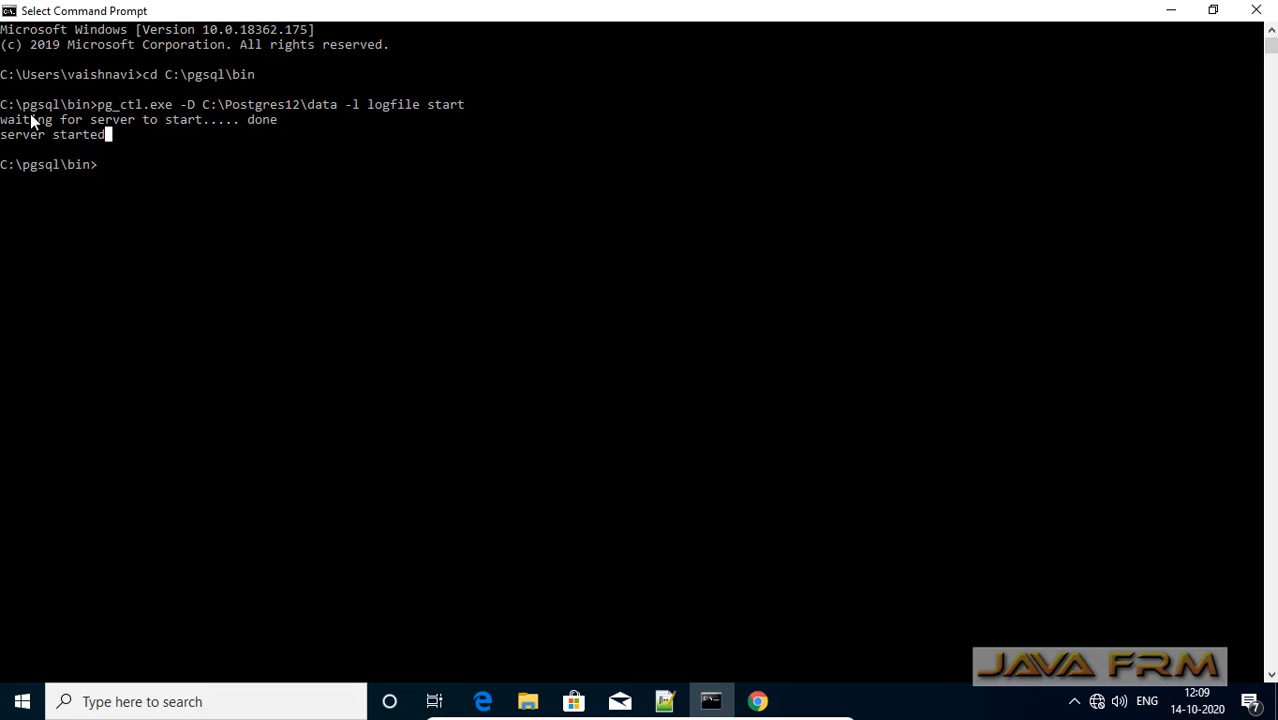 Select Command Prompt
Microsoft Windows [Version 10.0.18362.175]
(c) 2019 Microsoft Corporation. All rights reserved.
C:\Users\vaishnavi>cd C:\pgsql\bin
C:\pgsql\bin>pg_ctl.exe -D C:\Postgres12\data -l logfile start
waiting for server to start..... done
server started
C:\pgsql\bin>
JAVA FRM
Type here to search
ENG
12:09
14-10-2020
7